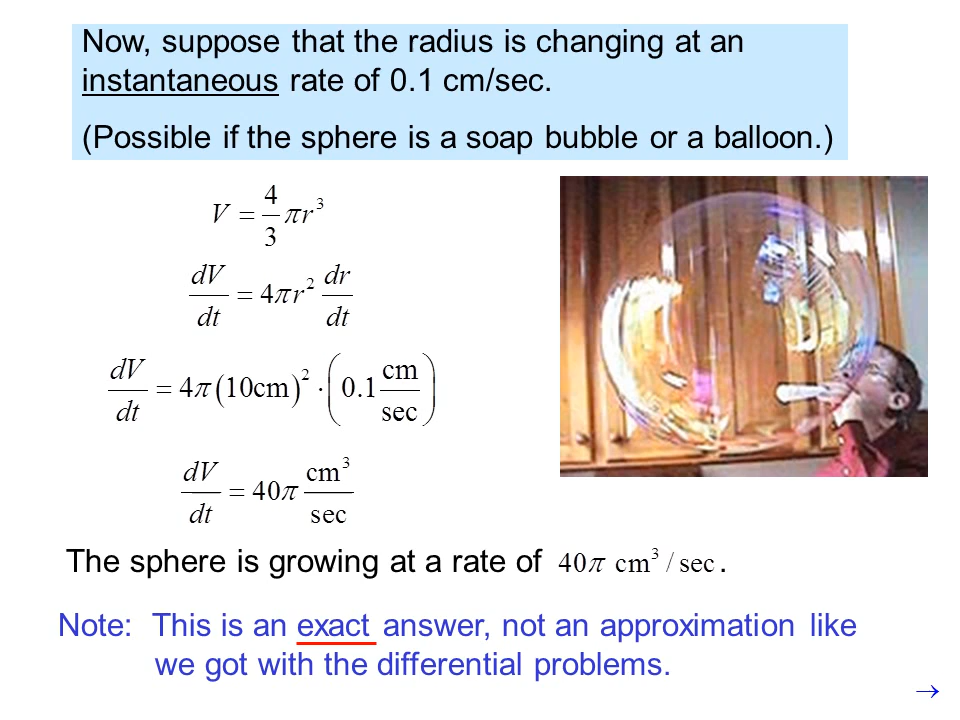 Now, suppose that the radius is changing at an
instantaneous rate of 0.1 cm/sec.
(Possible if the sphere is a soap bubble or a balloon.)
V = 4/3 πr³
dV/dt = 4πr² dr/dt
dV/dt = 4π(10cm)² · (0.1 cm/sec)
dV/dt = 40π cm³/sec
The sphere is growing at a rate of 40π cm³ / sec .
Note: This is an exact answer, not an approximation like
we got with the differential problems.
→